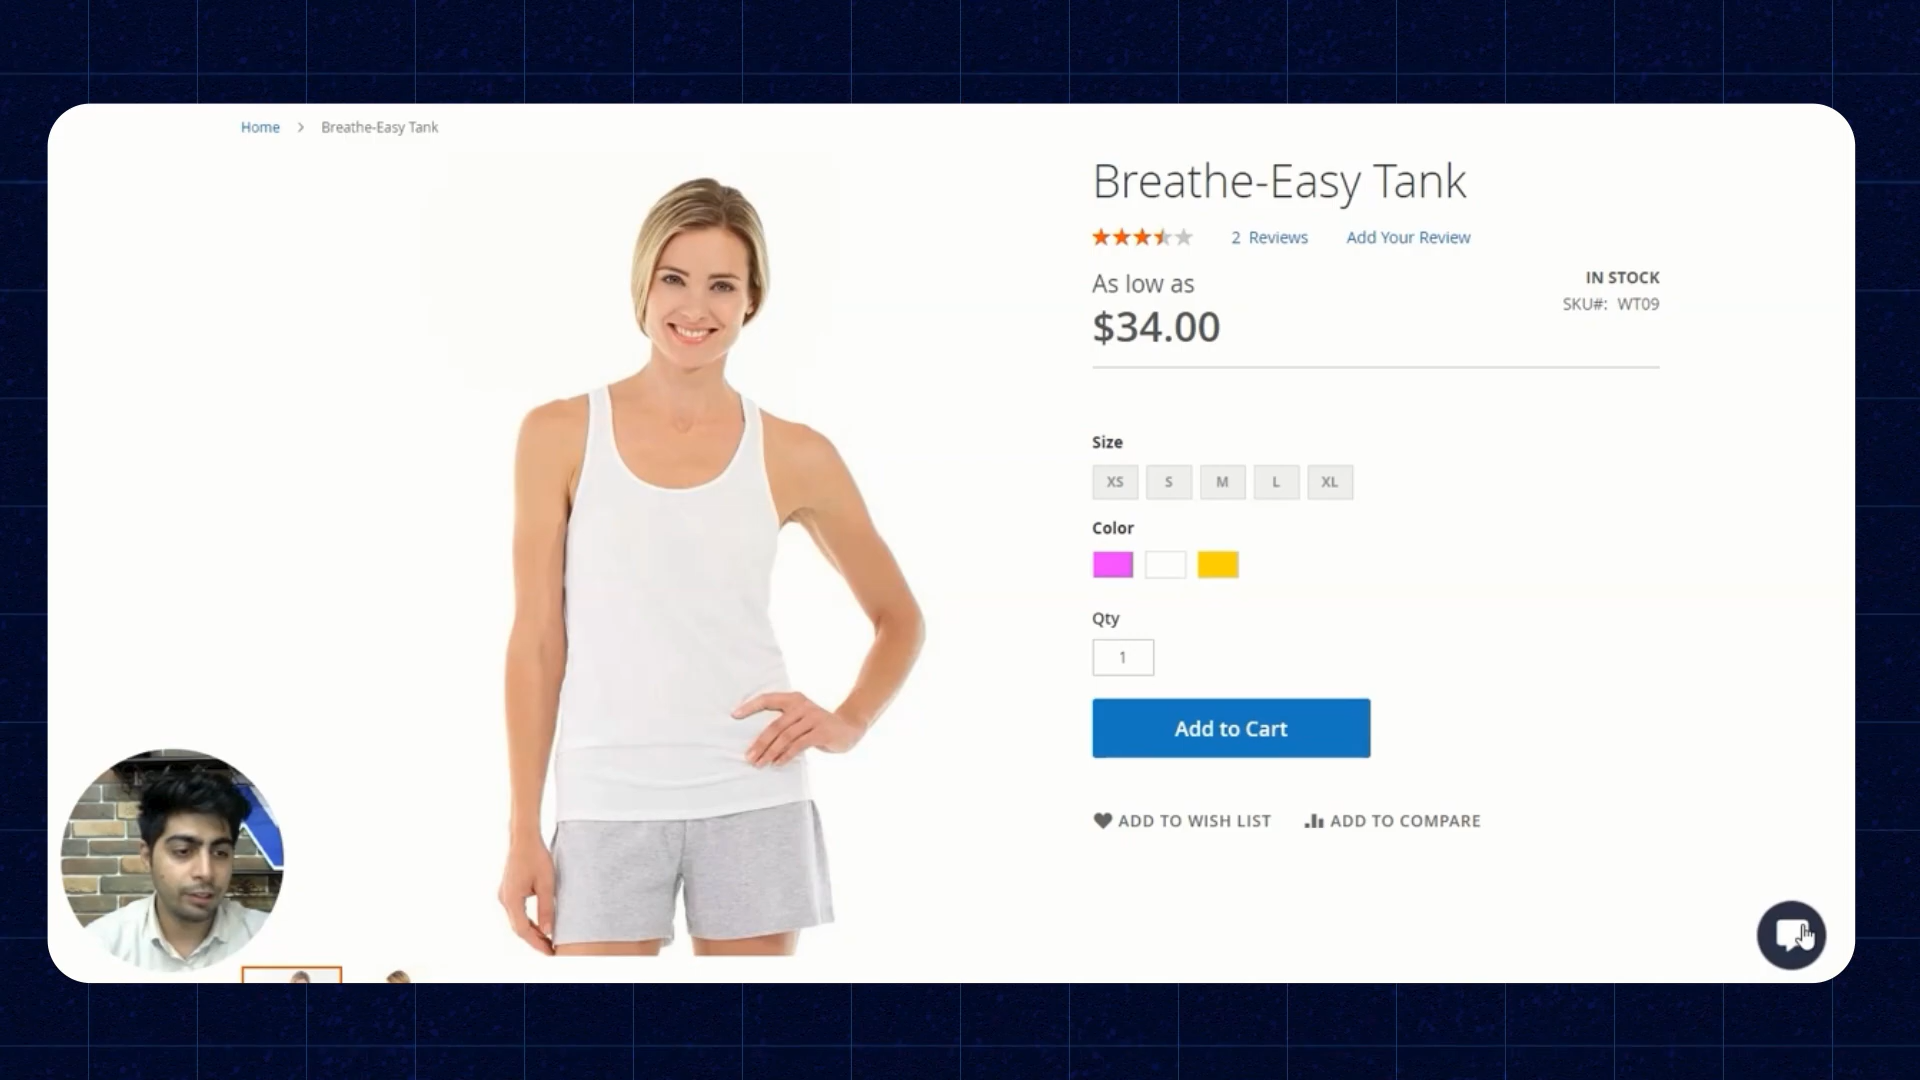 Home > Breathe-Easy Tank
Breathe-Easy Tank
2 Reviews Add Your Review
As low as
$34.00
IN STOCK
SKU#: WT09
Size
XS S M L XL
Color
Qty
1
Add to Cart
ADD TO WISH LIST ADD TO COMPARE